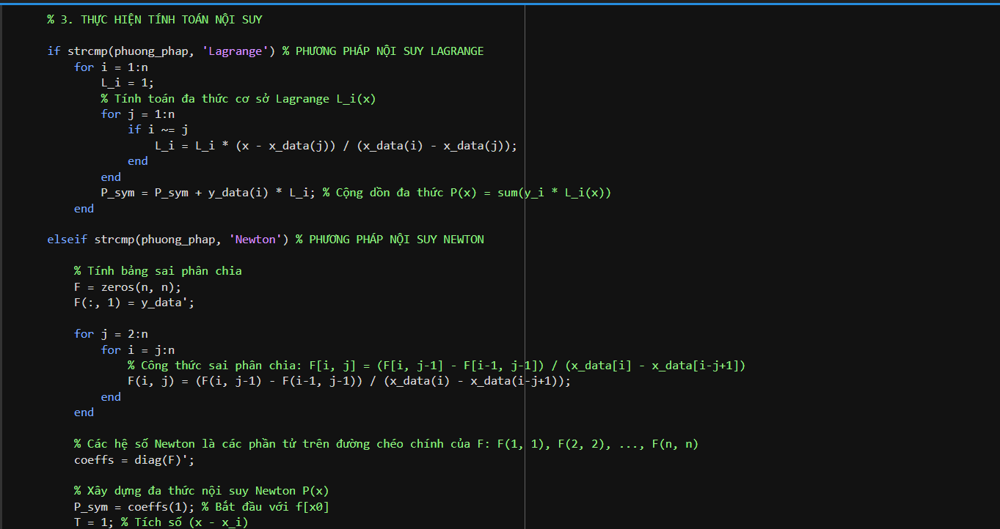 % 3. THỰC HIỆN TÍNH TOÁN NỘI SUY
if strcmp(phuong_phap, 'Lagrange') % PHƯƠNG PHÁP NỘI SUY LAGRANGE
for i = 1:n
L_i = 1;
% Tính toán đa thức cơ sở Lagrange L_i(x)
for j = 1:n
if i ~= j
L_i = L_i * (x - x_data(j)) / (x_data(i) - x_data(j));
end
end
P_sym = P_sym + y_data(i) * L_i; % Cộng dồn đa thức P(x) = sum(y_i * L_i(x))
end
elseif strcmp(phuong_phap, 'Newton') % PHƯƠNG PHÁP NỘI SUY NEWTON
% Tính bảng sai phân chia
F = zeros(n, n);
F(:, 1) = y_data';
for j = 2:n
for i = j:n
% Công thức sai phân chia: F[i, j] = (F[i, j-1] - F[i-1, j-1]) / (x_data[i] - x_data[i-j+1])
F(i, j) = (F(i, j-1) - F(i-1, j-1)) / (x_data(i) - x_data(i-j+1));
end
end
% Các hệ số Newton là các phần tử trên đường chéo chính của F: F(1, 1), F(2, 2), ..., F(n, n)
coeffs = diag(F)';
% Xây dựng đa thức nội suy Newton P(x)
P_sym = coeffs(1); % Bắt đầu với f[x0]
T = 1; % Tích số (x - x_i)